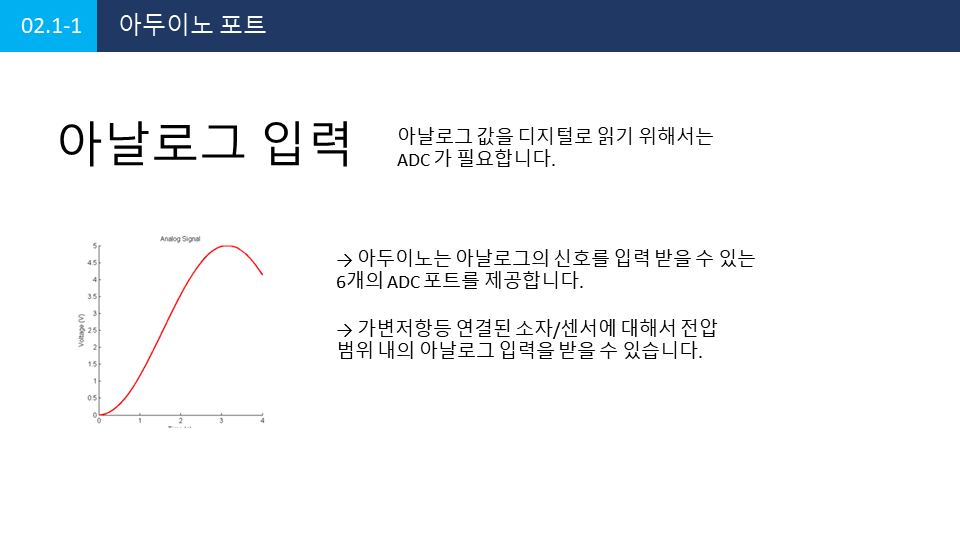 02.1-1
아두이노 포트
아날로그 입력
아날로그 값을 디지털로 읽기 위해서는
ADC 가 필요합니다.
Analog Signal
5
4.5
4
3.5
3
2.5
2
1.5
1
0.5
0
Voltage (V)
0 1 2 3 4
→ 아두이노는 아날로그의 신호를 입력 받을 수 있는
6개의 ADC 포트를 제공합니다.
→ 가변저항등 연결된 소자/센서에 대해서 전압
범위 내의 아날로그 입력을 받을 수 있습니다.